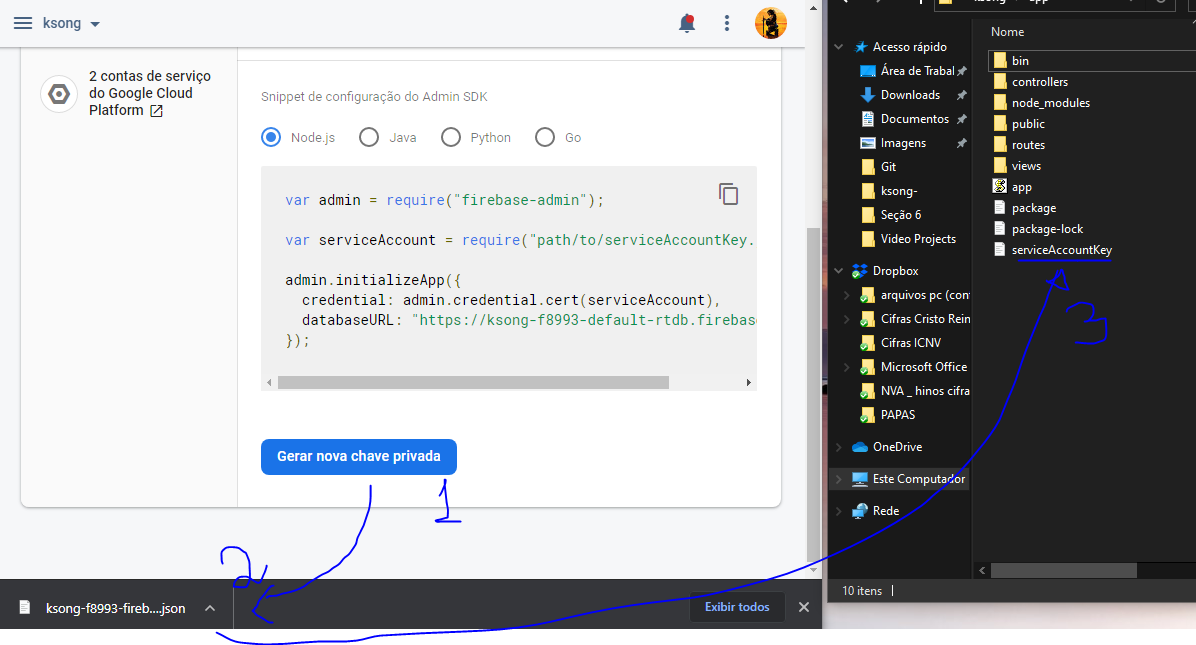 ksong
2 contas de serviço
do Google Cloud
Platform
Snippet de configuração do Admin SDK
Node.js
Java
Python
Go
var admin = require("firebase-admin");
var serviceAccount = require("path/to/serviceAccountKey.
admin.initializeApp({
credential: admin.credential.cert(serviceAccount),
databaseURL: "https://ksong-f8993-default-rtdb.firebase
});
Gerar nova chave privada
1
2
ksong-f8993-fireb....json
Exibir todos
Acesso rápido
Área de Trabal
Downloads
Documentos
Imagens
Git
ksong-
Seção 6
Video Projects
Dropbox
arquivos pc (con
Cifras Cristo Rein
Cifras ICNV
Microsoft Office
NVA _ hinos cifra
PAPAS
OneDrive
Este Computador
Rede
Nome
bin
controllers
node_modules
public
routes
views
app
package
package-lock
serviceAccountKey
3
10 itens